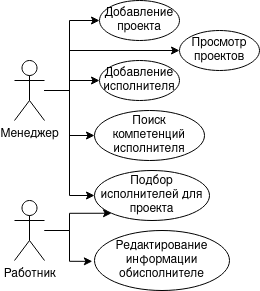 Добавление
проекта
Просмотр
проектов
Добавление
исполнителя
Менеджер
Поиск
компетенций
исполнителя
Подбор
исполнителей для
проекта
Работник
Редактирование
информации
обисполнителе